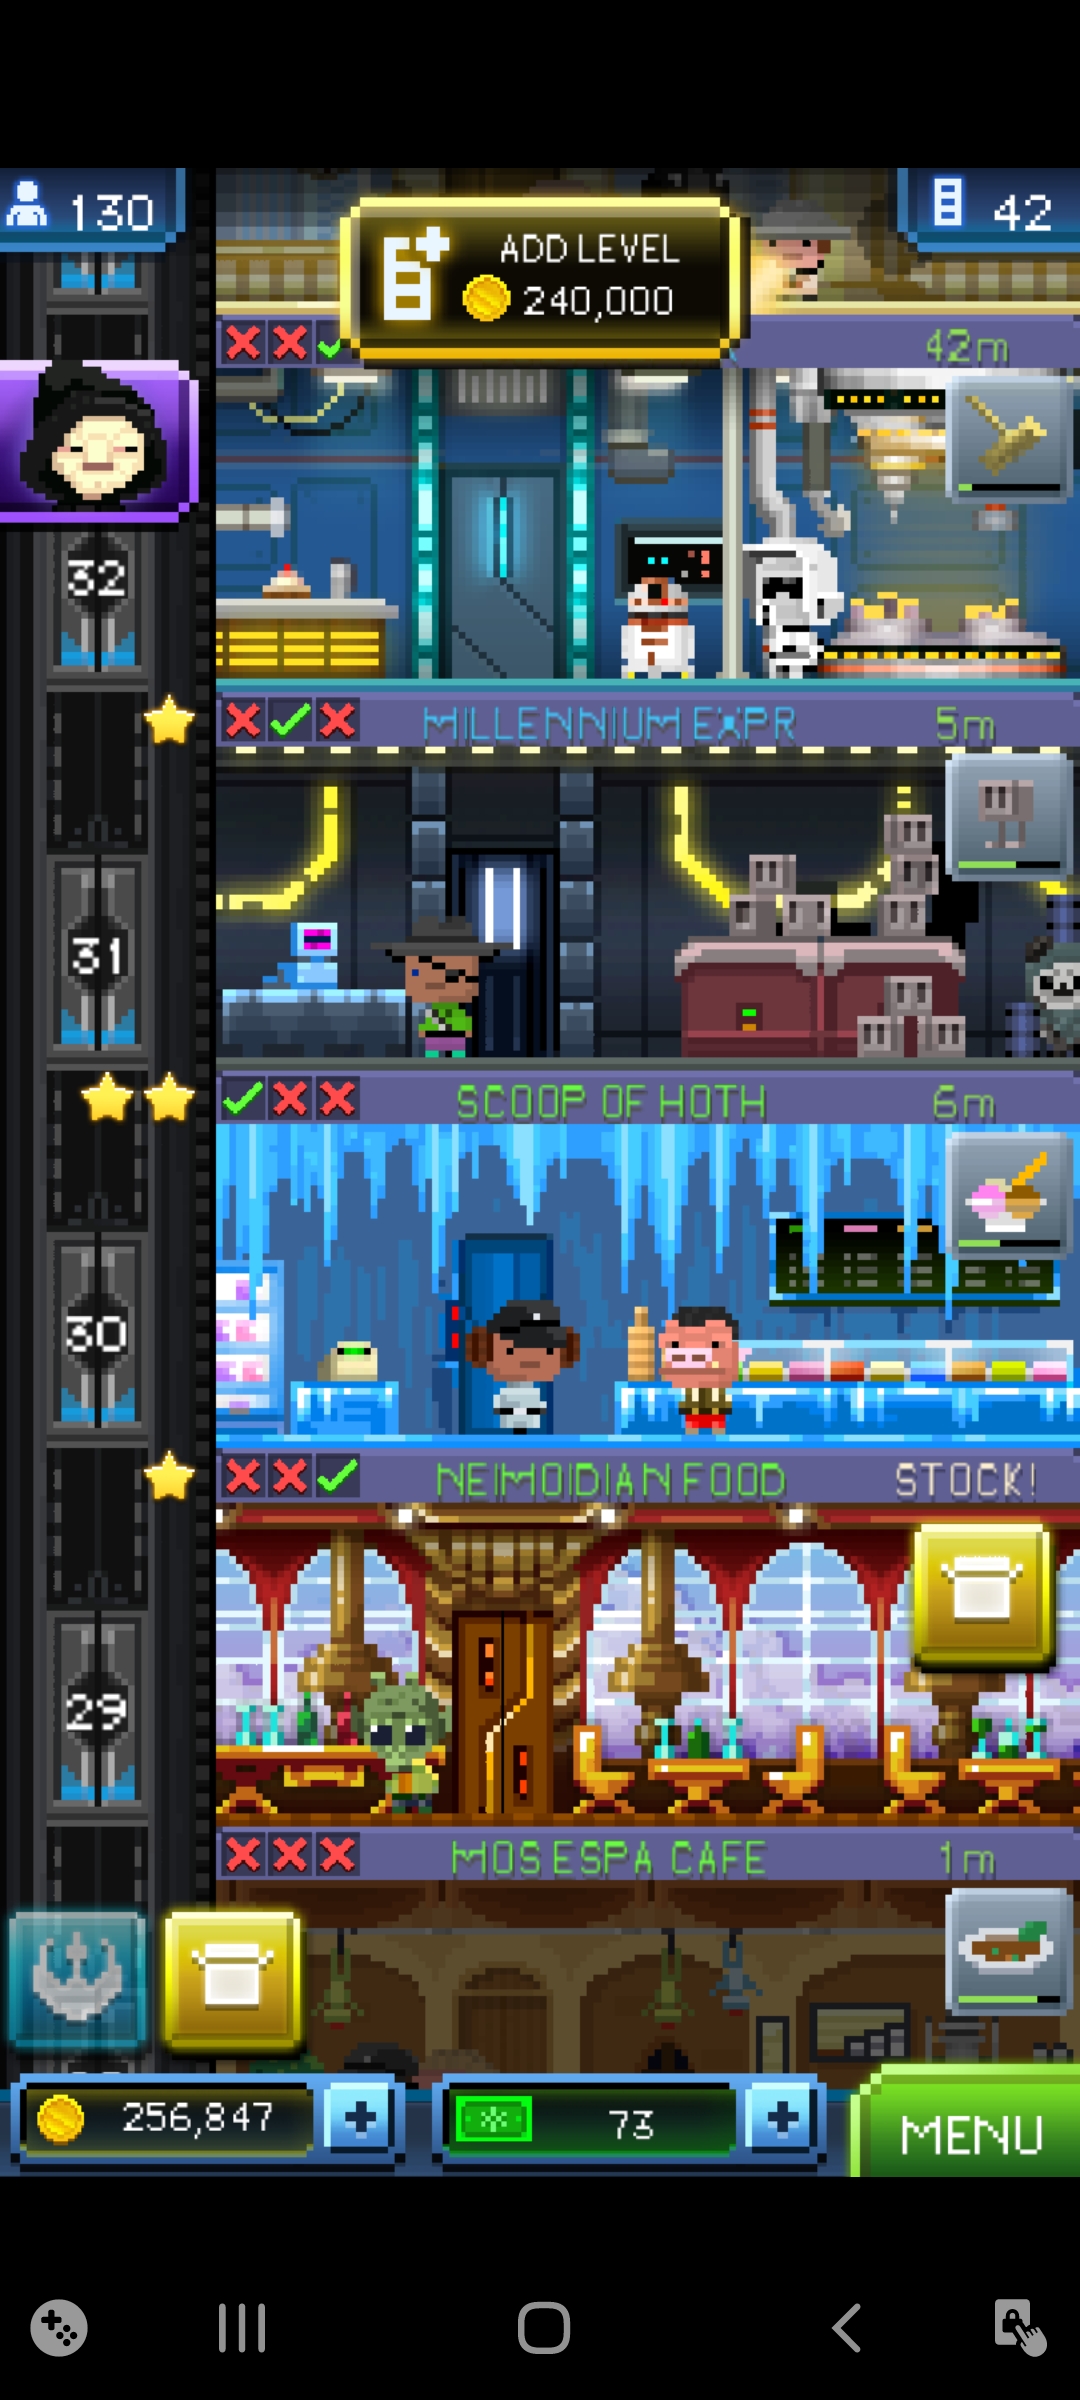 130
ADD LEVEL
240,000
42
42m
32
MILLENNIUM EXPR
5m
31
SCOOP OF HOTH
6m
30
NEIMOIDIAN FOOD
STOCK!
29
MOS ESPA CAFE
1m
256,847
73
MENU